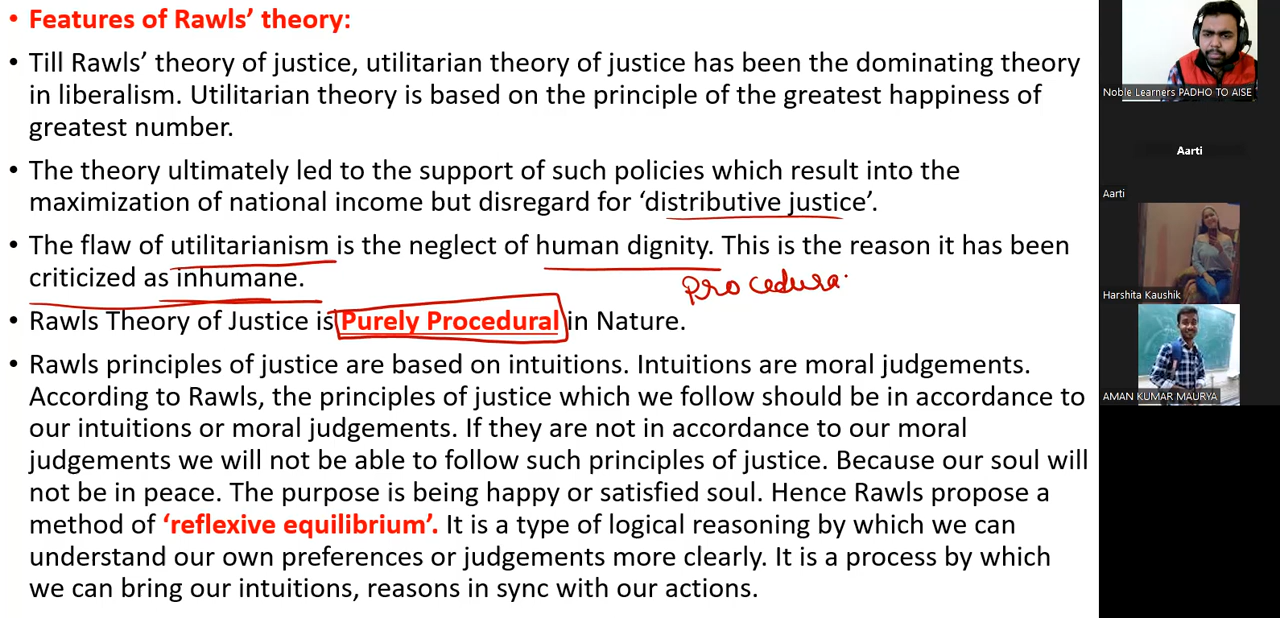 • Features of Rawls’ theory:
• Till Rawls’ theory of justice, utilitarian theory of justice has been the dominating theory
in liberalism. Utilitarian theory is based on the principle of the greatest happiness of
greatest number.
• The theory ultimately led to the support of such policies which result into the
maximization of national income but disregard for ‘distributive justice’.
• The flaw of utilitarianism is the neglect of human dignity. This is the reason it has been
criticized as inhumane.
Procedura
• Rawls Theory of Justice is Purely Procedural in Nature.
• Rawls principles of justice are based on intuitions. Intuitions are moral judgements.
According to Rawls, the principles of justice which we follow should be in accordance to
our intuitions or moral judgements. If they are not in accordance to our moral
judgements we will not be able to follow such principles of justice. Because our soul will
not be in peace. The purpose is being happy or satisfied soul. Hence Rawls propose a
method of ‘reflexive equilibrium’. It is a type of logical reasoning by which we can
understand our own preferences or judgements more clearly. It is a process by which
we can bring our intuitions, reasons in sync with our actions.
Noble Learners PADHO TO AISE
Aarti
Aarti
Harshita Kaushik
AMAN KUMAR MAURYA